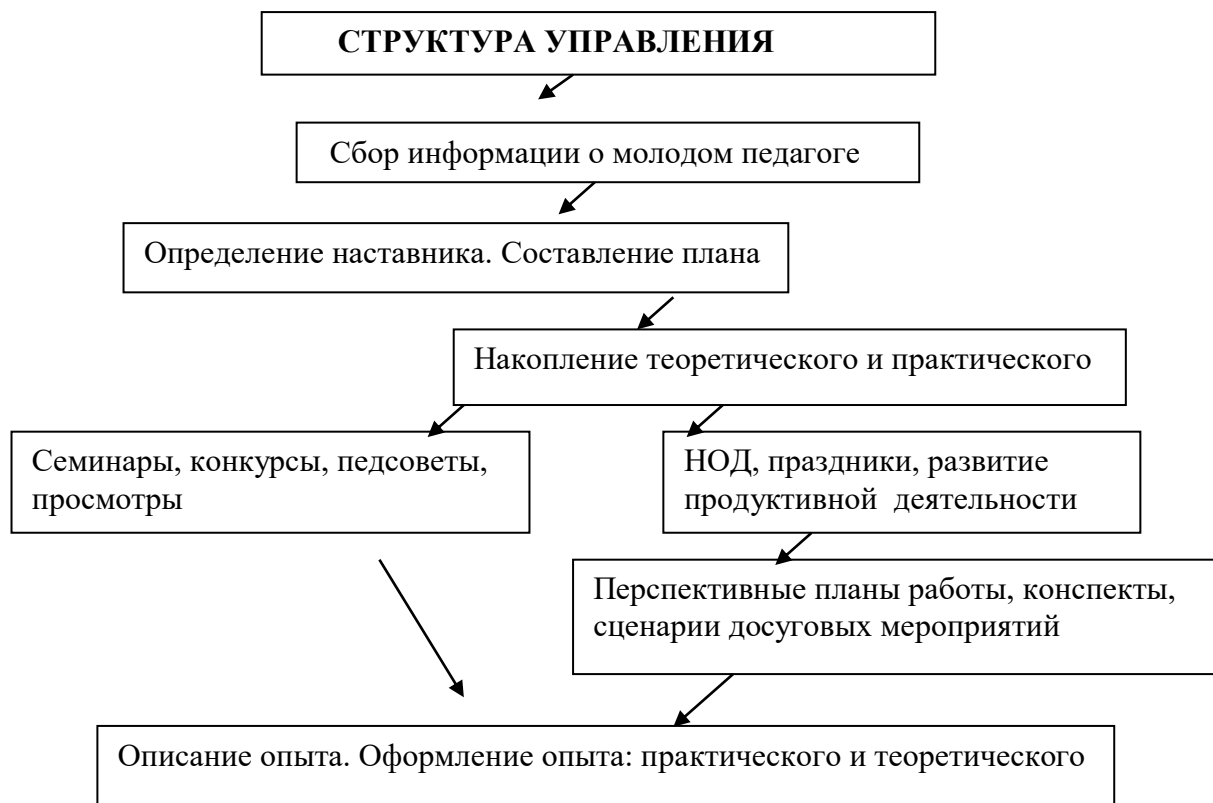 СТРУКТУРА УПРАВЛЕНИЯ
Сбор информации о молодом педагоге
Определение наставника. Составление плана
Накопление теоретического и практического
Семинары, конкурсы, педсоветы,
просмотры
НОД, праздники, развитие
продуктивной деятельности
Перспективные планы работы, конспекты,
сценарии досуговых мероприятий
Описание опыта. Оформление опыта: практического и теоретического